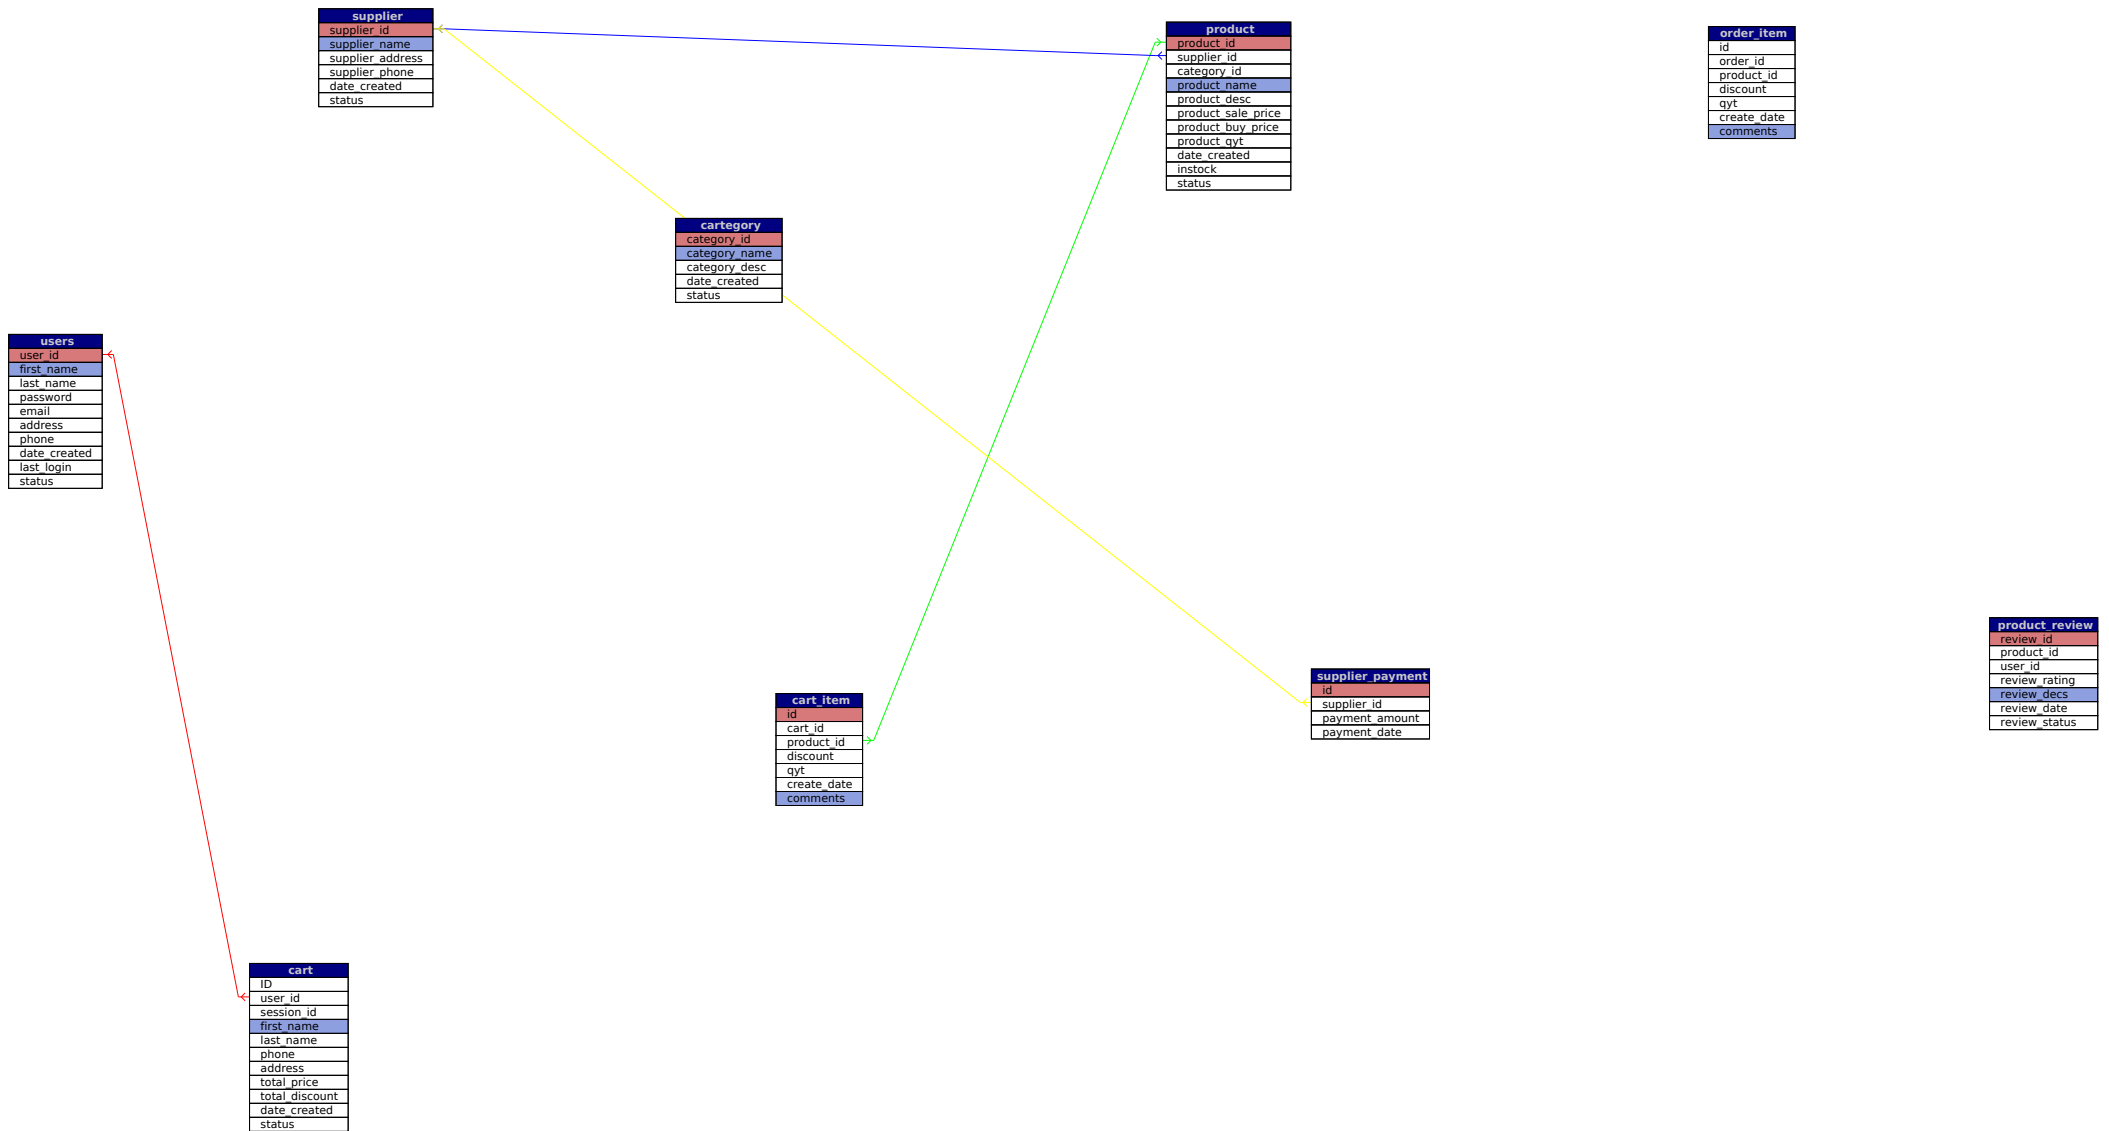 supplier
supplier_id
supplier_name
supplier_address
supplier_phone
date_created
status
product
product_id
supplier_id
category_id
product_name
product_desc
product_sale_price
product_buy_price
product_qyt
date_created
instock
status
order_item
id
order_id
product_id
discount
qyt
create_date
comments
cartegory
category_id
category_name
category_desc
date_created
status
users
user_id
first_name
last_name
password
email
address
phone
date_created
last_login
status
product_review
review_id
product_id
user_id
review_rating
review_decs
review_date
review_status
supplier_payment
id
supplier_id
payment_amount
payment_date
cart_item
id
cart_id
product_id
discount
qyt
create_date
comments
cart
ID
user_id
session_id
first_name
last_name
phone
address
total_price
total_discount
date_created
status